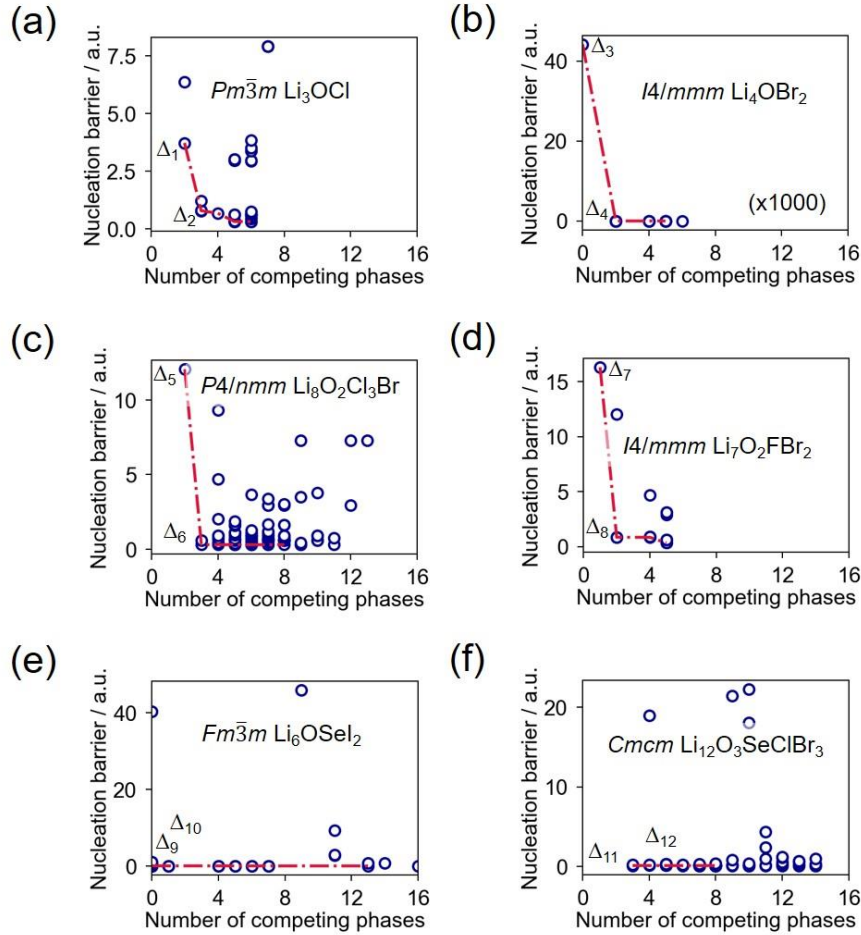 (a)
Nucleation barrier / a.u.
7.5
5.0
2.5
0.0
Pm3̅m Li₃OCl
Δ₁
Δ₂
0 4 8 12 16
Number of competing phases
(b)
Nucleation barrier / a.u.
40
20
0
Δ₃
I4/mmm Li₄OBr₂
Δ₄
(x1000)
0 4 8 12 16
Number of competing phases
(c)
Nucleation barrier / a.u.
10
5
0
Δ₅
P4/nmm Li₈O₂Cl₃Br
Δ₆
0 4 8 12 16
Number of competing phases
(d)
Nucleation barrier / a.u.
15
10
5
0
Δ₇
I4/mmm Li₇O₂FBr₂
Δ₈
0 4 8 12 16
Number of competing phases
(e)
Nucleation barrier / a.u.
40
20
0
Fm3̅m Li₆OSeI₂
Δ₁₀
Δ₉
0 4 8 12 16
Number of competing phases
(f)
Nucleation barrier / a.u.
20
10
0
Cmcm Li₁₂O₃SeClBr₃
Δ₁₁
Δ₁₂
0 4 8 12 16
Number of competing phases